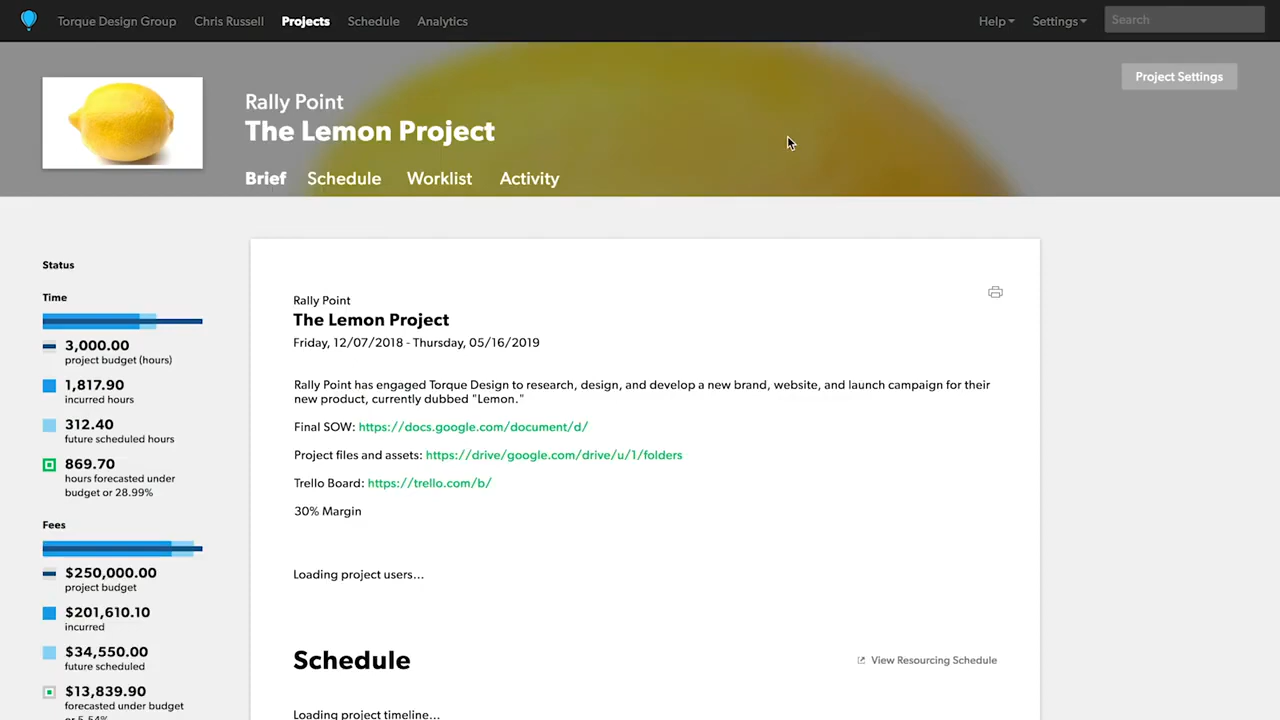 Torque Design Group Chris Russell Projects Schedule Analytics Help Settings Search
Project Settings
Rally Point
The Lemon Project
Brief Schedule Worklist Activity
Status
Time
3,000.00
project budget (hours)
1,817.90
incurred hours
312.40
future scheduled hours
869.70
hours forecasted under
budget or 28.99%
Fees
$250,000.00
project budget
$201,610.10
incurred
$34,550.00
future scheduled
$13,839.90
forecasted under budget
or 5.54%
Rally Point
The Lemon Project
Friday, 12/07/2018 - Thursday, 05/16/2019
Rally Point has engaged Torque Design to research, design, and develop a new brand, website, and launch campaign for their
new product, currently dubbed "Lemon."
Final SOW: https://docs.google.com/document/d/
Project files and assets: https://drive/google.com/drive/u/1/folders
Trello Board: https://trello.com/b/
30% Margin
Loading project users...
Schedule
View Resourcing Schedule
Loading project timeline...